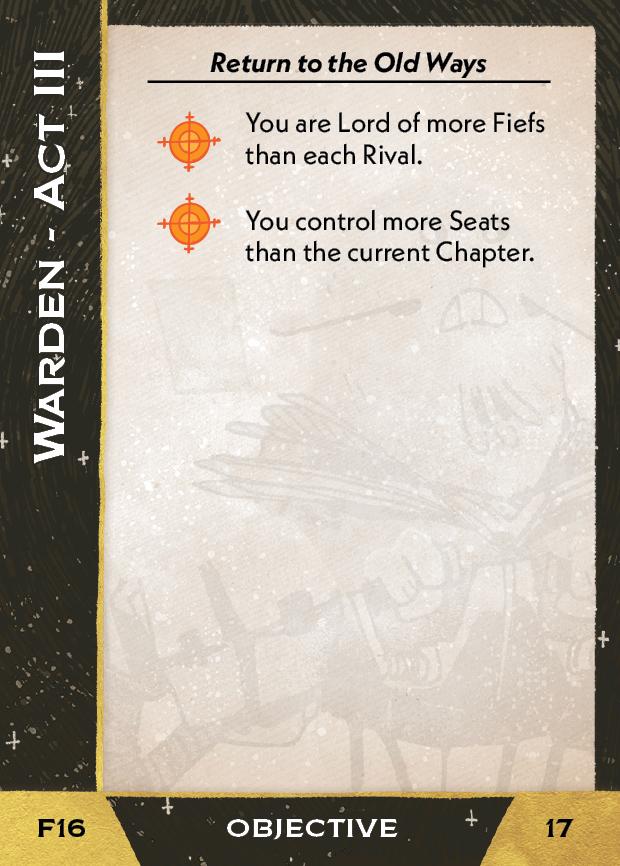 WARDEN - ACT III
Return to the Old Ways
You are Lord of more Fiefs
than each Rival.
You control more Seats
than the current Chapter.
F16
OBJECTIVE
17